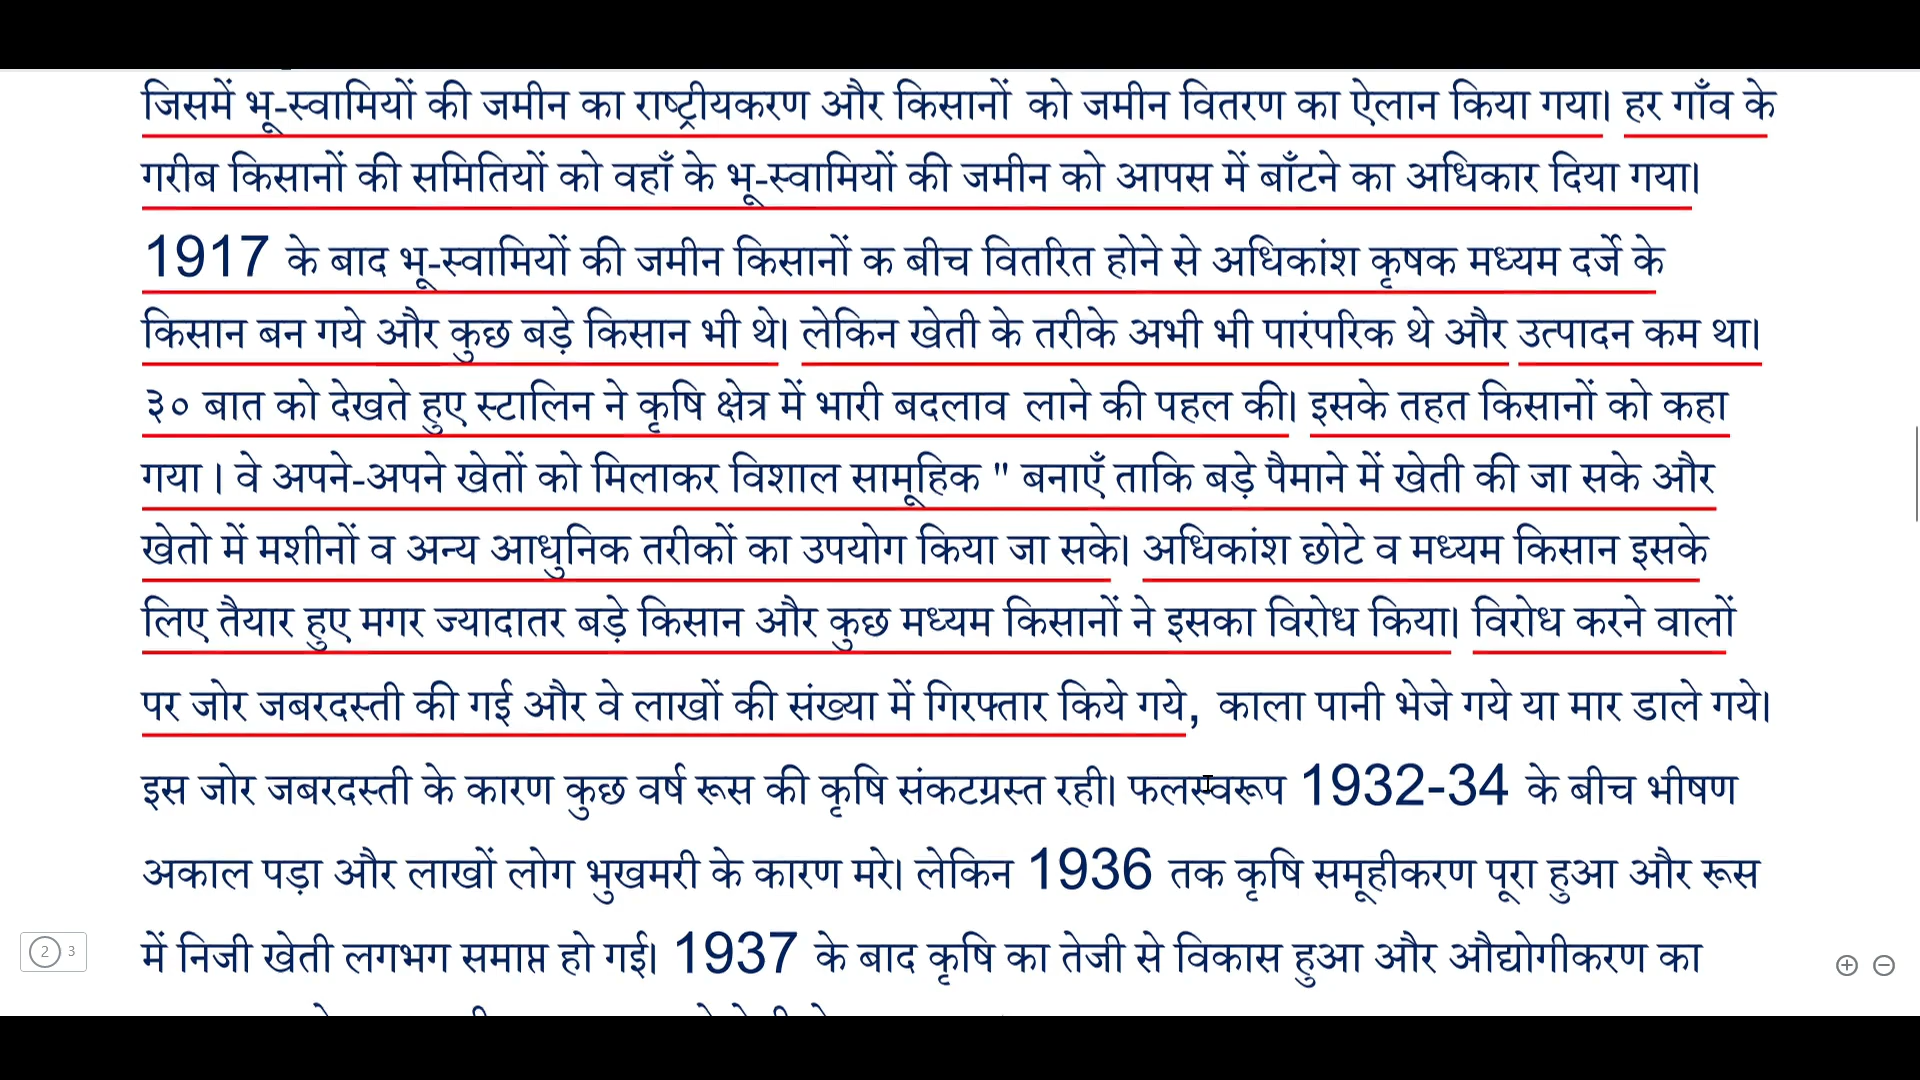 जिसमें भू-स्वामियों की जमीन का राष्ट्रीयकरण और किसानों को जमीन वितरण का ऐलान किया गया। हर गाँव के
गरीब किसानों की समितियों को वहाँ के भू-स्वामियों की जमीन को आपस में बाँटने का अधिकार दिया गया।
1917 के बाद भू-स्वामियों की जमीन किसानों क बीच वितरित होने से अधिकांश कृषक मध्यम दर्जे के
किसान बन गये और कुछ बड़े किसान भी थे। लेकिन खेती के तरीके अभी भी पारंपरिक थे और उत्पादन कम था।
३० बात को देखते हुए स्टालिन ने कृषि क्षेत्र में भारी बदलाव लाने की पहल की। इसके तहत किसानों को कहा
गया । वे अपने-अपने खेतों को मिलाकर विशाल सामूहिक " बनाएँ ताकि बड़े पैमाने में खेती की जा सके और
खेतो में मशीनों व अन्य आधुनिक तरीकों का उपयोग किया जा सके। अधिकांश छोटे व मध्यम किसान इसके
लिए तैयार हुए मगर ज्यादातर बड़े किसान और कुछ मध्यम किसानों ने इसका विरोध किया। विरोध करने वालों
पर जोर जबरदस्ती की गई और वे लाखों की संख्या में गिरफ्तार किये गये, काला पानी भेजे गये या मार डाले गये।
इस जोर जबरदस्ती के कारण कुछ वर्ष रूस की कृषि संकटग्रस्त रही। फलस्वरूप 1932-34 के बीच भीषण
अकाल पड़ा और लाखों लोग भुखमरी के कारण मरे। लेकिन 1936 तक कृषि समूहीकरण पूरा हुआ और रूस
में निजी खेती लगभग समाप्त हो गई। 1937 के बाद कृषि का तेजी से विकास हुआ और औद्योगीकरण का
2 3